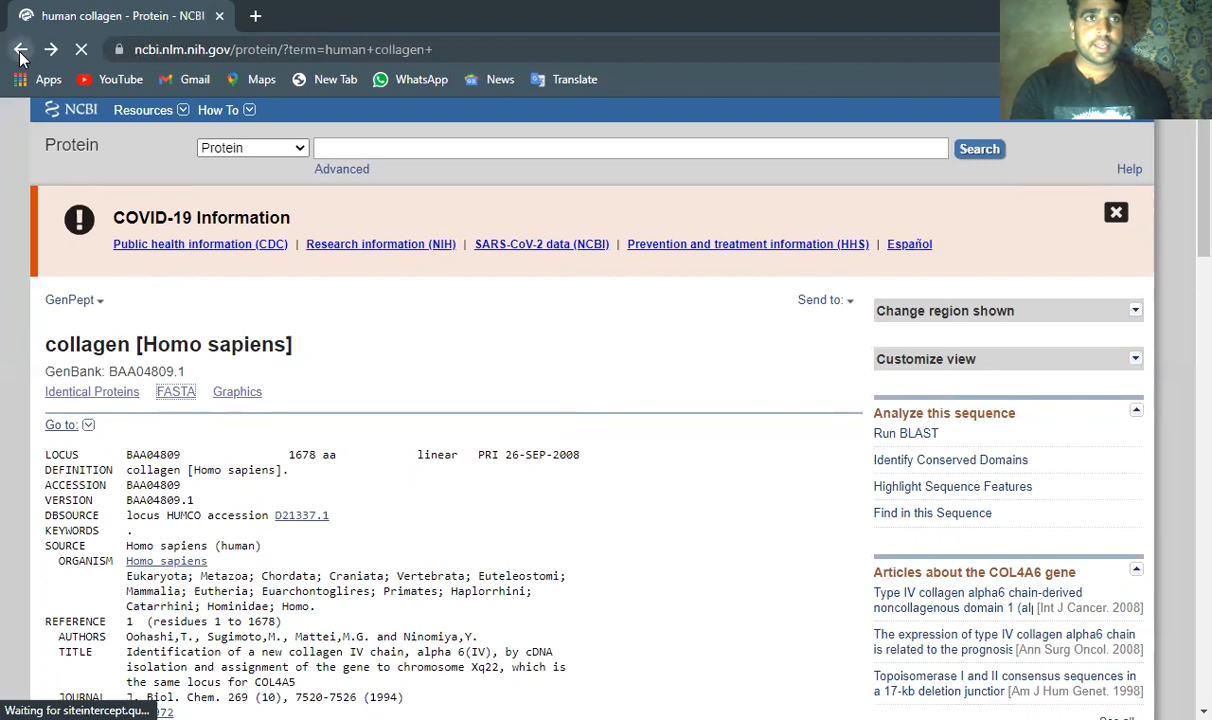 human collagen - Protein - NCBI
ncbi.nlm.nih.gov/protein/?term=human+collagen+
Apps YouTube Gmail Maps New Tab WhatsApp News Translate
NCBI Resources How To
Protein Protein Search
Advanced Help
COVID-19 Information
Public health information (CDC) | Research information (NIH) | SARS-CoV-2 data (NCBI) | Prevention and treatment information (HHS) | Español
GenPept Send to:
Change region shown
collagen [Homo sapiens]
Customize view
GenBank: BAA04809.1
Identical Proteins FASTA Graphics
Go to:
Analyze this sequence
Run BLAST
Identify Conserved Domains
Highlight Sequence Features
Find in this Sequence
LOCUS BAA04809 1678 aa linear PRI 26-SEP-2008
DEFINITION collagen [Homo sapiens].
ACCESSION BAA04809
VERSION BAA04809.1
DBSOURCE locus HUMCO accession D21337.1
KEYWORDS .
SOURCE Homo sapiens (human)
ORGANISM Homo sapiens
Eukaryota; Metazoa; Chordata; Craniata; Vertebrata; Euteleostomi;
Mammalia; Eutheria; Euarchontoglires; Primates; Haplorrhini;
Catarrhini; Hominidae; Homo.
REFERENCE 1 (residues 1 to 1678)
AUTHORS Oohashi,T., Sugimoto,M., Mattei,M.G. and Ninomiya,Y.
TITLE Identification of a new collagen IV chain, alpha 6(IV), by cDNA
isolation and assignment of the gene to chromosome Xq22, which is
the same locus for COL4A5
JOURNAL J. Biol. Chem. 269 (10), 7520-7526 (1994)
972
Articles about the COL4A6 gene
Type IV collagen alpha6 chain-derived
noncollagenous domain 1 (al [Int J Cancer. 2008]
The expression of type IV collagen alpha6 chain
is related to the prognosis [Ann Surg Oncol. 2008]
Topoisomerase I and II consensus sequences in
a 17-kb deletion junction [Am J Hum Genet. 1998]
Waiting for siteintercept.qu...